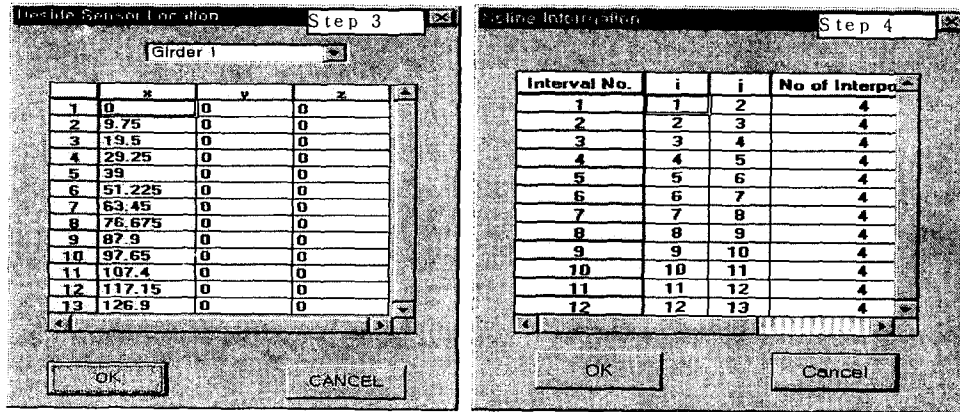 Decide Sensor Location
Step 3
Girder 1
x y z
1 0 0 0
2 9.75 0 0
3 19.5 0 0
4 29.25 0 0
5 39 0 0
6 51.225 0 0
7 63.45 0 0
8 76.675 0 0
9 87.9 0 0
10 97.65 0 0
11 107.4 0 0
12 117.15 0 0
13 126.9 0 0
OK CANCEL
Spline Information
Step 4
Interval No. i j No of Interpo
1 1 2 4
2 2 3 4
3 3 4 4
4 4 5 4
5 5 6 4
6 6 7 4
7 7 8 4
8 8 9 4
9 9 10 4
10 10 11 4
11 11 12 4
12 12 13 4
OK Cancel